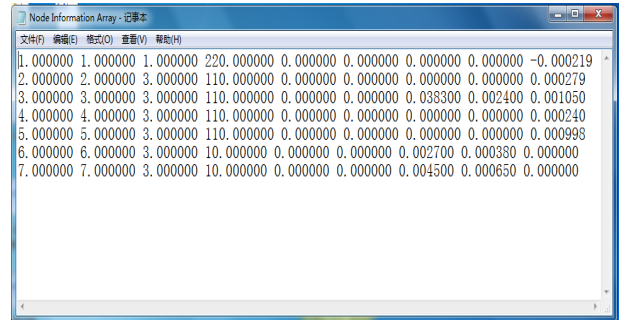 Node Information Array - 记事本
文件(F) 编辑(E) 格式(O) 查看(V) 帮助(H)
1.000000 1.000000 1.000000 220.000000 0.000000 0.000000 0.000000 0.000000 -0.000219
2.000000 2.000000 3.000000 110.000000 0.000000 0.000000 0.000000 0.000000 0.000279
3.000000 3.000000 3.000000 110.000000 0.000000 0.000000 0.038300 0.002400 0.001050
4.000000 4.000000 3.000000 110.000000 0.000000 0.000000 0.000000 0.000000 0.000240
5.000000 5.000000 3.000000 110.000000 0.000000 0.000000 0.000000 0.000000 0.000998
6.000000 6.000000 3.000000 10.000000 0.000000 0.000000 0.002700 0.000380 0.000000
7.000000 7.000000 3.000000 10.000000 0.000000 0.000000 0.004500 0.000650 0.000000